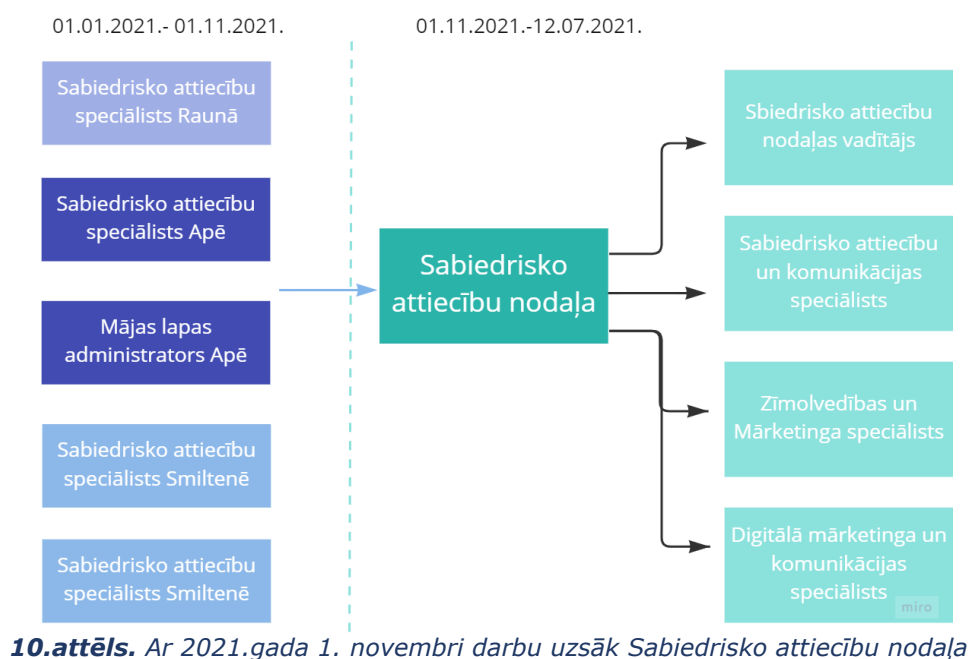 01.01.2021.- 01.11.2021.
01.11.2021.-12.07.2021.
Sabiedrisko attiecību
speciālists Raunā
Sabiedrisko attiecību
speciālists Apē
Mājas lapas
administrators Apē
Sabiedrisko attiecību
speciālists Smiltenē
Sabiedrisko attiecību
speciālists Smiltenē
Sabiedrisko
attiecību nodaļa
Sbiedrisko attiecību
nodaļas vadītājs
Sabiedrisko attiecību
un komunikācijas
speciālists
Zīmolvedības un
Mārketinga speciālists
Digitālā mārketinga un
komunikācijas
speciālists
miro
10.attēls. Ar 2021.gada 1. novembri darbu uzsāk Sabiedrisko attiecību nodaļa